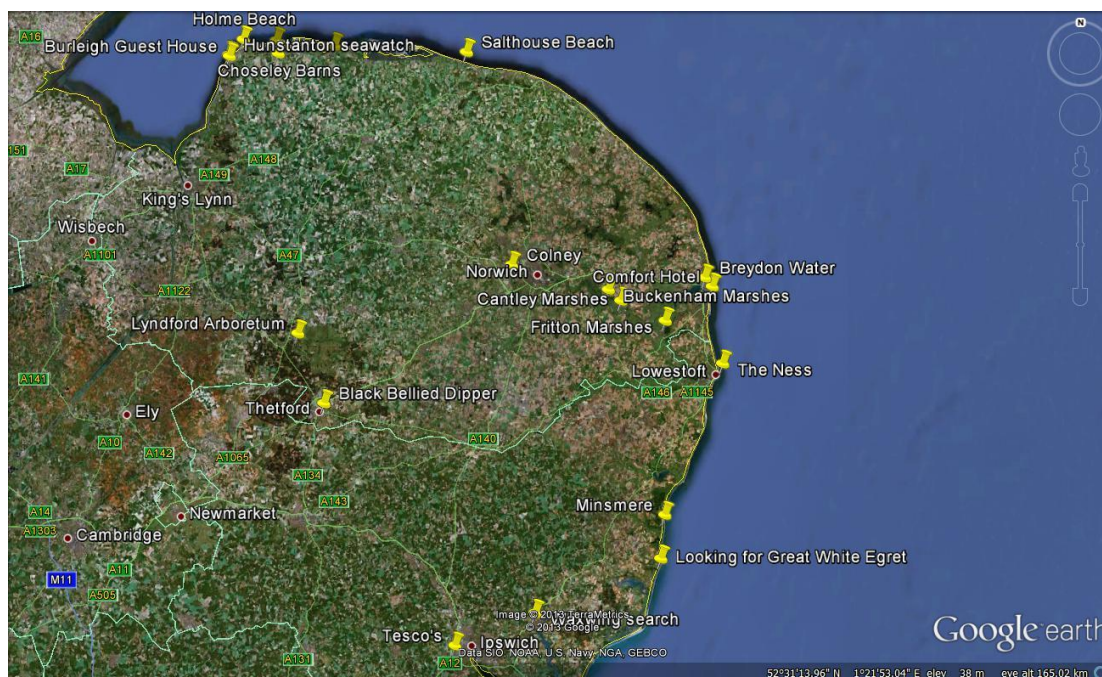 Holme Beach
A16
Burleigh Guest House
Hunstanton seawatch
Salthouse Beach
Choseley Barns
N
151
A17
A148
A149
King's Lynn
Wisbech
A1101
A47
Colney
Norwich
Comfort Hotel
Breydon Water
A1122
Cantley Marshes
Buckenham Marshes
Lyndford Arboretum
Fritton Marshes
A141
Lowestoft
The Ness
Black Bellied Dipper
A146
A1145
Ely
Thetford
A10
A142
A1065
A140
A134
A143
Minsmere
A14
A1303
Newmarket
Cambridge
Looking for Great White Egret
M11
A11
A505
Image © 2013 TerraMetrics
Waxwing search
© 2013 Google
Tesco's
Ipswich
Data SIO, NOAA, U.S. Navy, NGA, GEBCO
A131
A12
Google earth
52°31'13.96" N 1°21'53.04" E elev 38 m eye alt 165.02 km